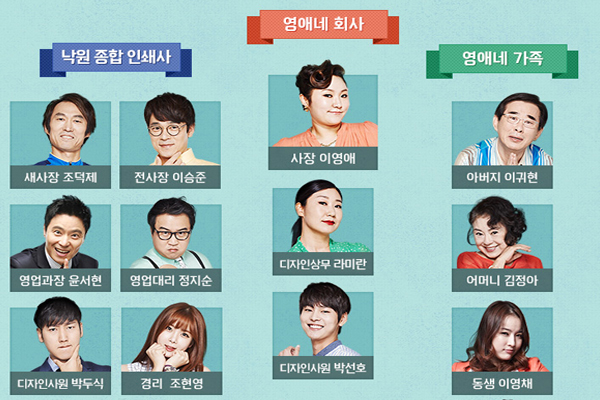 낙원 종합 인쇄사
영애네 회사
영애네 가족
새사장 조덕제
전사장 이승준
사장 이영애
아버지 이귀현
영업과장 윤서현
영업대리 정지순
디자인상무 라미란
어머니 김정아
디자인사원 박두식
경리 조현영
디자인사원 박선호
동생 이영채